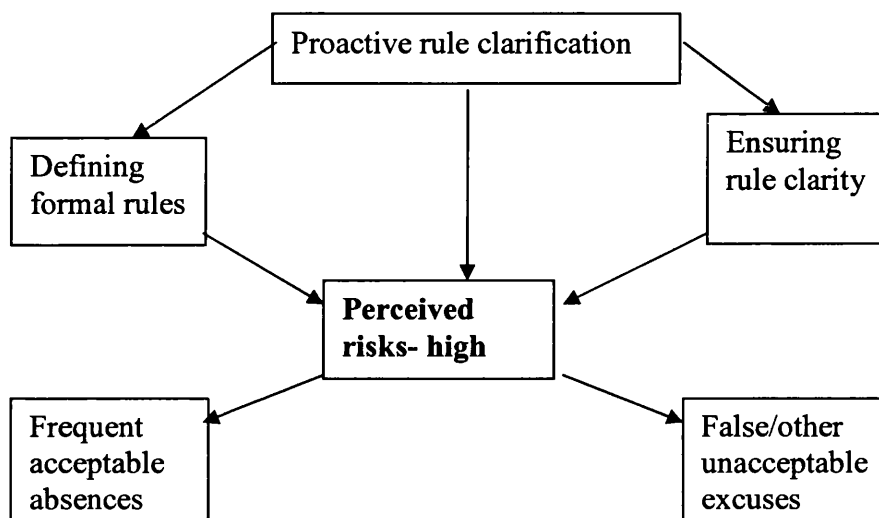 Proactive rule clarification
Defining
formal rules
Ensuring
rule clarity
Perceived
risks- high
Frequent
acceptable
absences
False/other
unacceptable
excuses